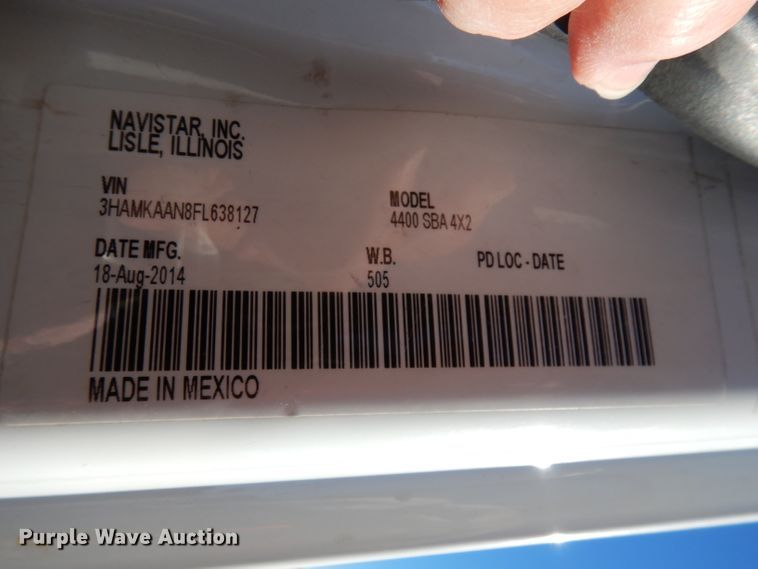 NAVISTAR, INC.
LISLE, ILLINOIS
VIN
3HAMKAAN8FL638127
MODEL
4400 SBA 4X2
DATE MFG.
18-Aug-2014
W.B.
505
PD LOC - DATE
MADE IN MEXICO
Purple Wave Auction